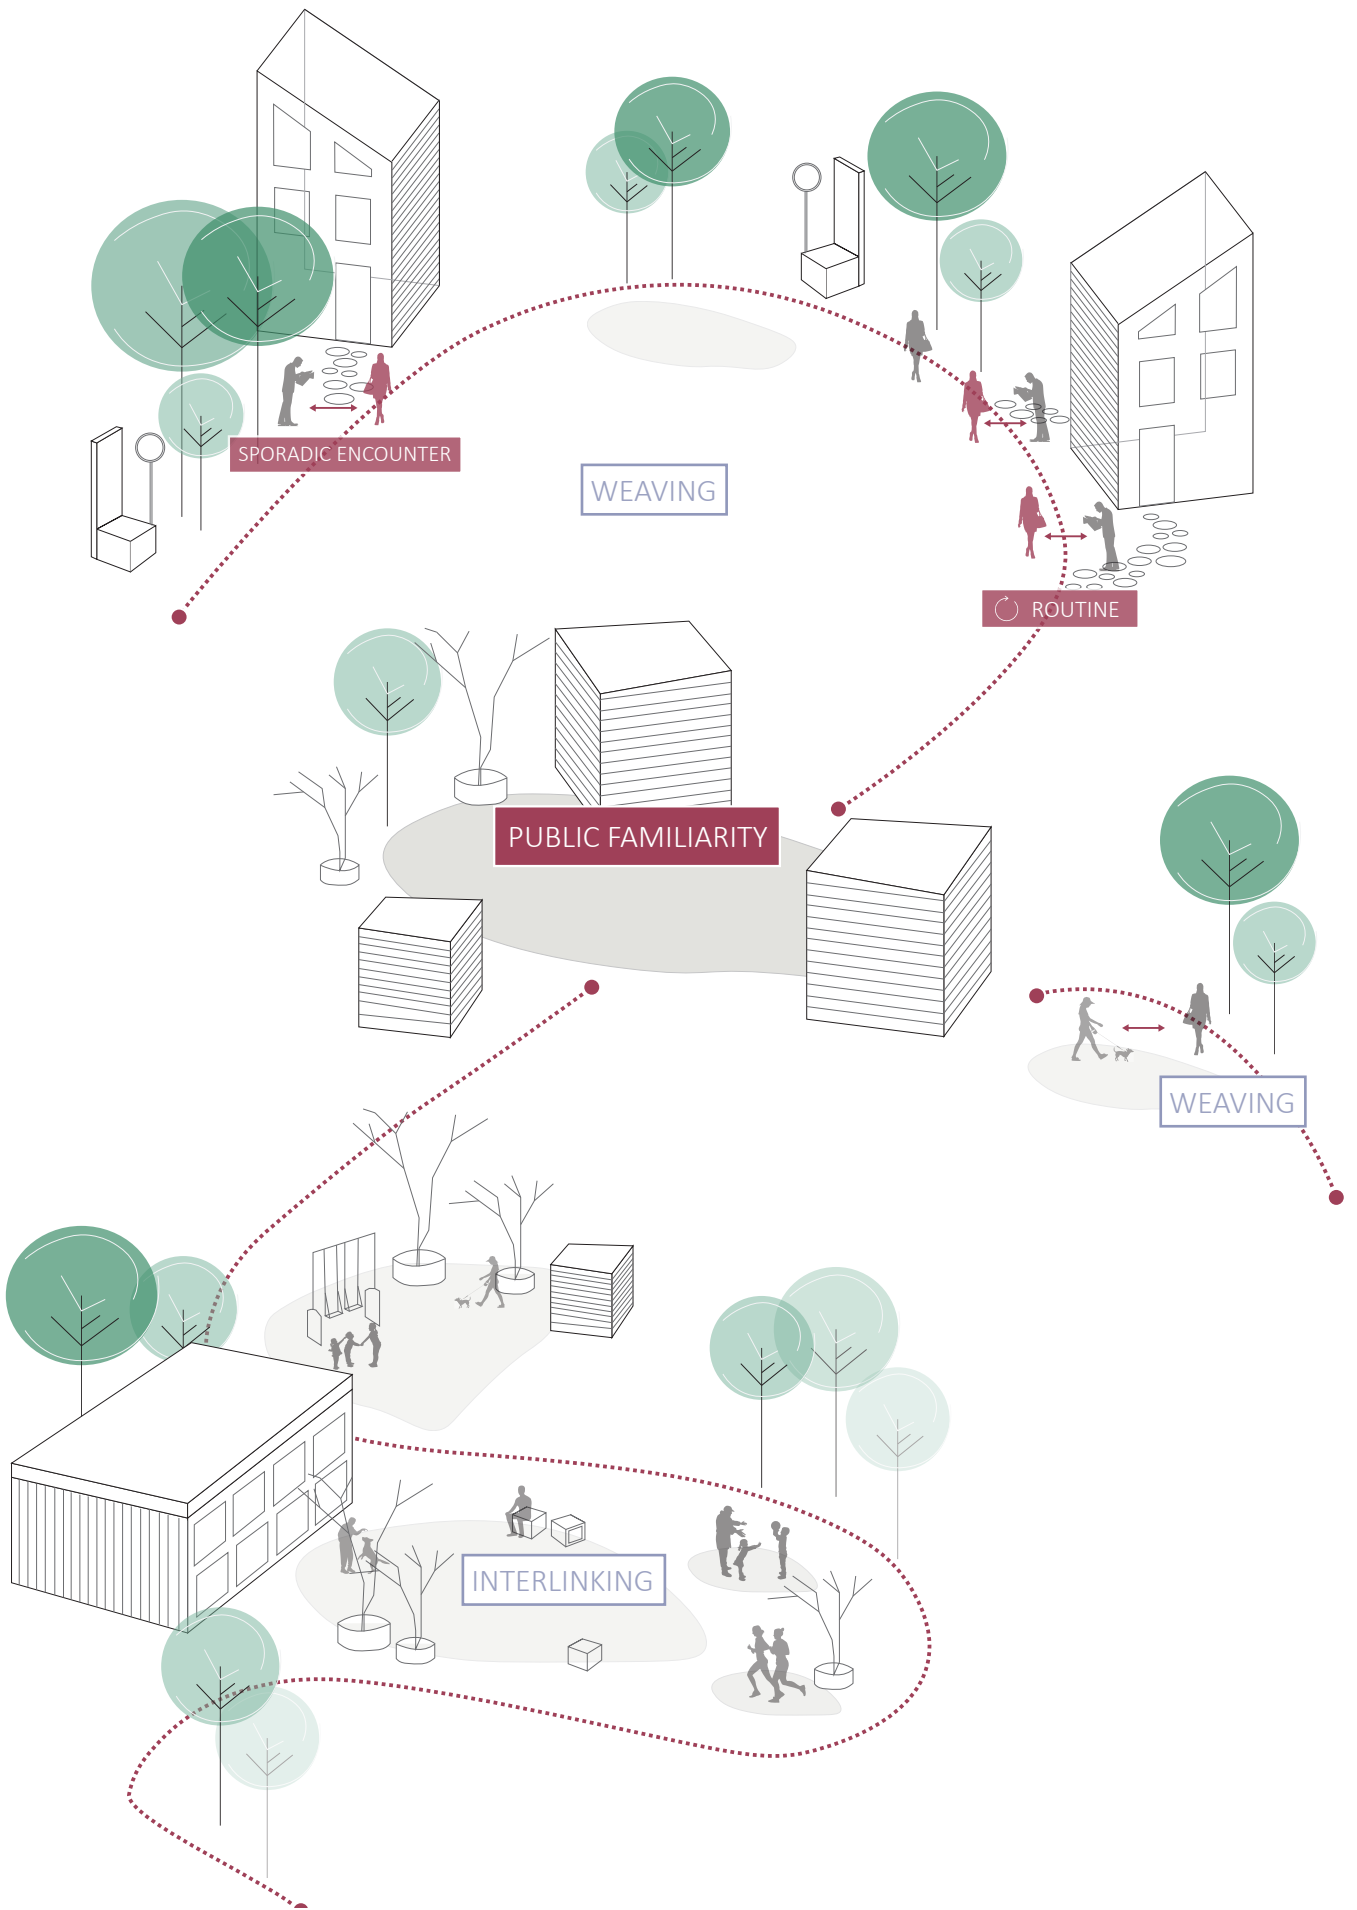 SPORADIC ENCOUNTER
WEAVING
ROUTINE
PUBLIC FAMILIARITY
WEAVING
INTERLINKING